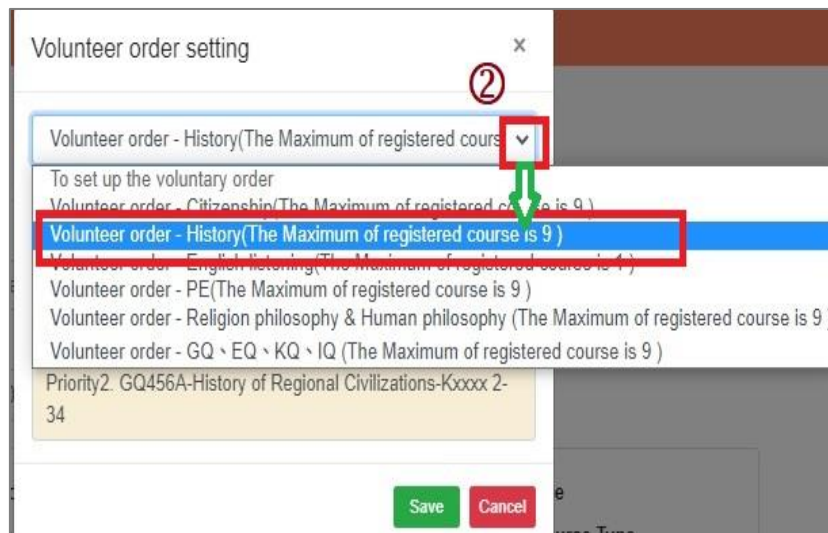 Volunteer order setting ×
②
Volunteer order - History(The Maximum of registered cours
To set up the voluntary order
Volunteer order - Citizenship(The Maximum of registered course is 9 )
Volunteer order - History(The Maximum of registered course is 9 )
Volunteer order - English listening(The Maximum of registered course is 1 )
Volunteer order - PE(The Maximum of registered course is 9 )
Volunteer order - Religion philosophy & Human philosophy (The Maximum of registered course is 9 )
Volunteer order - GQ、EQ、KQ、IQ (The Maximum of registered course is 9 )
Priority2. GQ456A-History of Regional Civilizations-Kxxxx 2-
34
Save Cancel